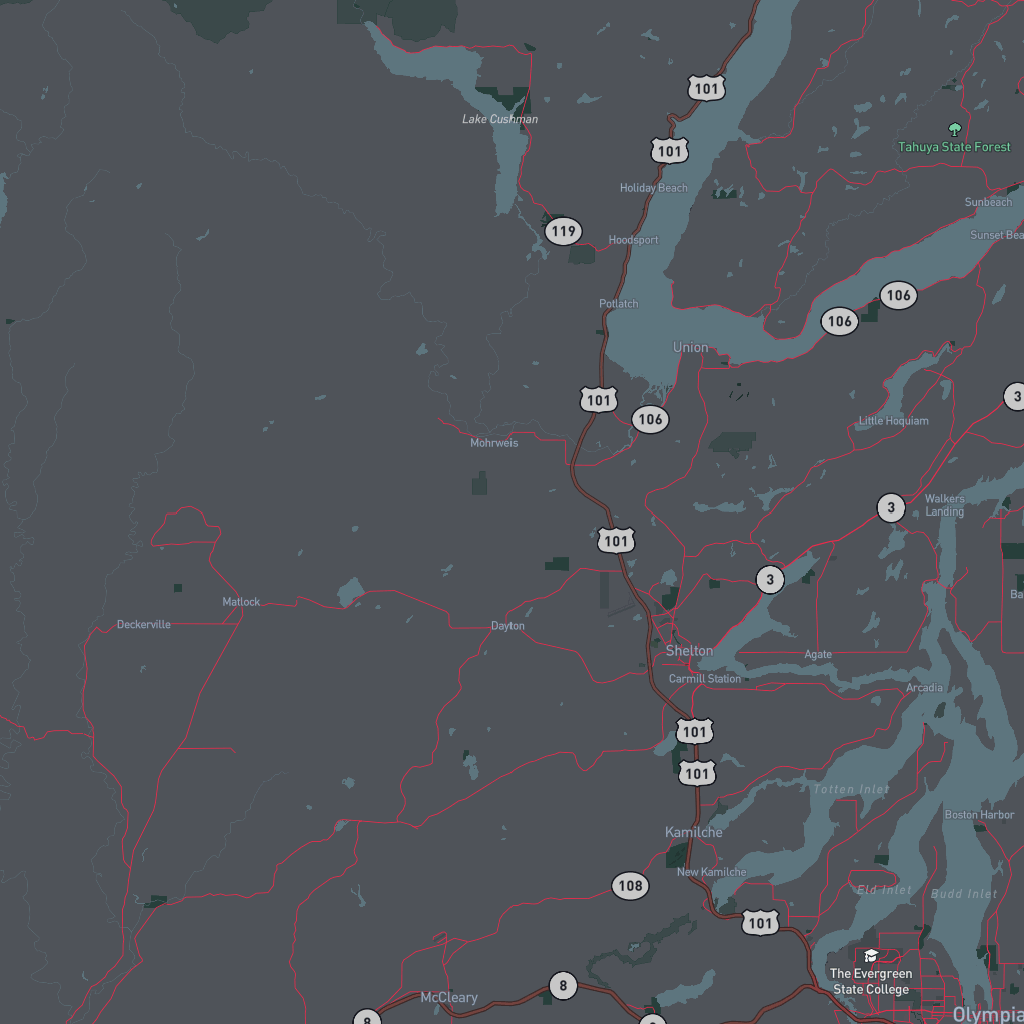 101
Lake Cushman
Tahuya State Forest
101
Holiday Beach
Sunbeach
119
Hoodsport
Sunset Bea
106
Potlatch
106
Union
101
3
106
Little Hoquiam
Mohrweis
Walkers
Landing
3
101
3
Matlock
Ba
Deckerville
Dayton
Shelton
Agate
Carmill Station
Arcadia
101
101
Totten Inlet
Boston Harbor
Kamilche
New Kamilche
108
Eld Inlet
Budd Inlet
101
The Evergreen
State College
8
McCleary
Olympia
8